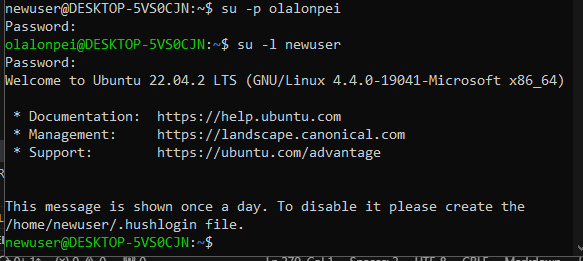 newuser@DESKTOP-5VS0CJN:~$ su -p olalonpei
Password:
olalonpei@DESKTOP-5VS0CJN:~$ su -l newuser
Password:
Welcome to Ubuntu 22.04.2 LTS (GNU/Linux 4.4.0-19041-Microsoft x86_64)
* Documentation:  https://help.ubuntu.com
* Management:     https://landscape.canonical.com
* Support:        https://ubuntu.com/advantage
This message is shown once a day. To disable it please create the
/home/newuser/.hushlogin file.
newuser@DESKTOP-5VS0CJN:~$